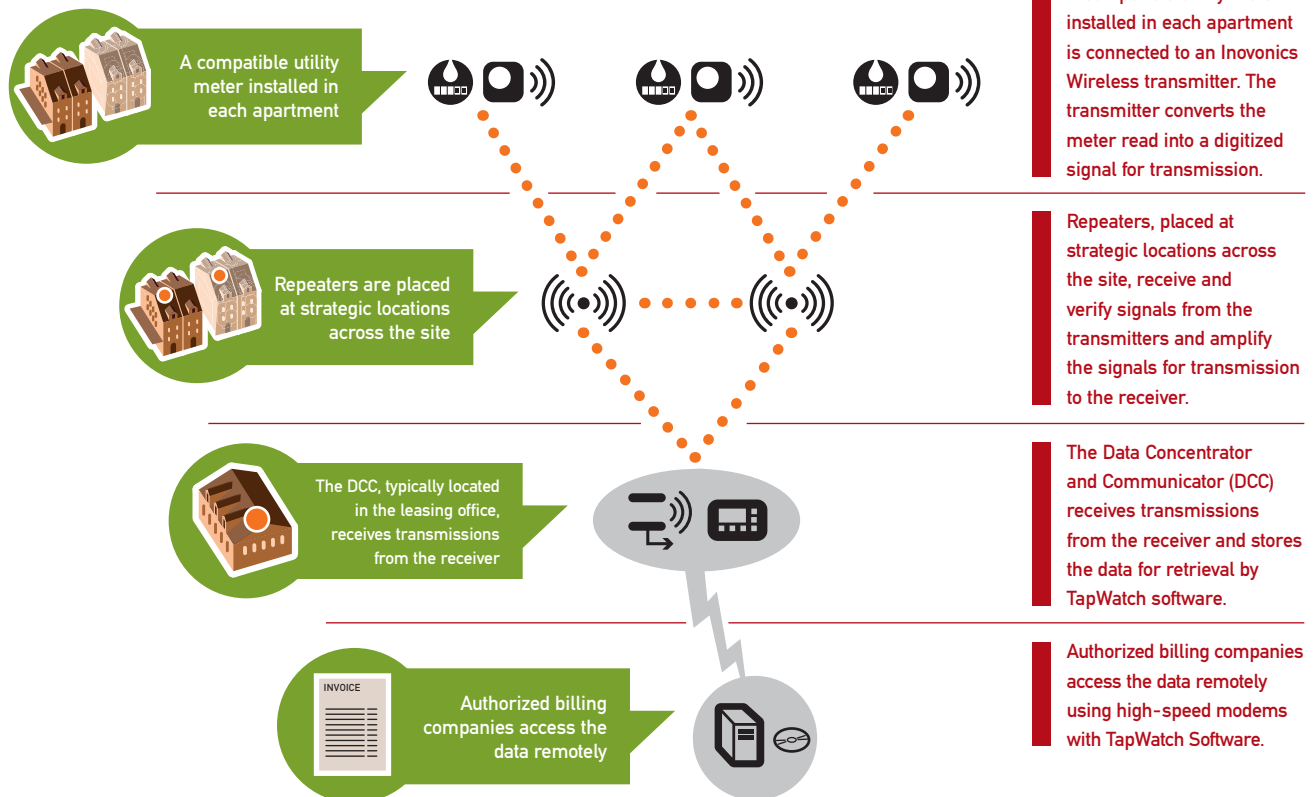 A compatible utility
meter installed in
each apartment
installed in each apartment
is connected to an Inovonics
Wireless transmitter. The
transmitter converts the
meter read into a digitized
signal for transmission.
Repeaters are placed
at strategic locations
across the site
Repeaters, placed at
strategic locations across
the site, receive and
verify signals from the
transmitters and amplify
the signals for transmission
to the receiver.
The DCC, typically located
in the leasing office,
receives transmissions
from the receiver
The Data Concentrator
and Communicator (DCC)
receives transmissions
from the receiver and stores
the data for retrieval by
TapWatch software.
INVOICE
Authorized billing
companies access the
data remotely
Authorized billing companies
access the data remotely
using high-speed modems
with TapWatch Software.